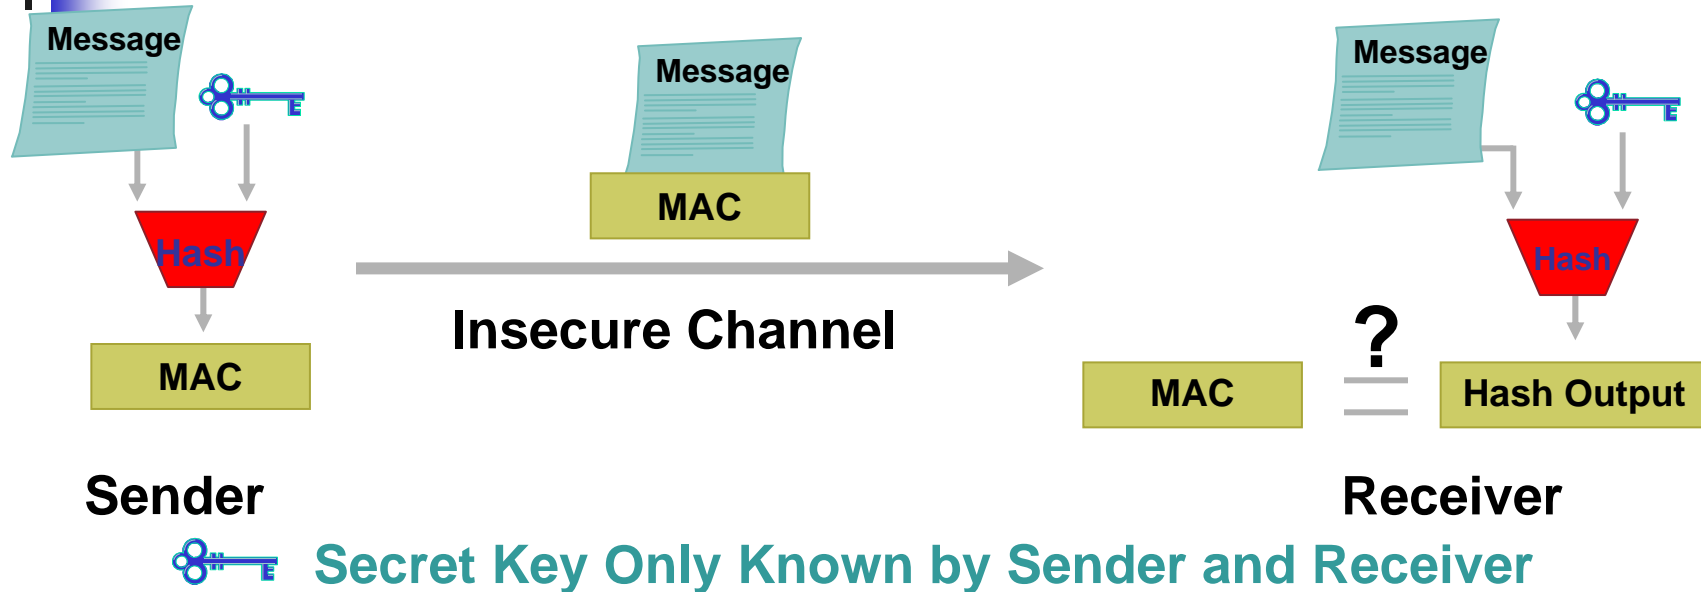 Message
Hash
MAC
Sender
Message
MAC
Insecure Channel
Message
Hash
?
MAC
Hash Output
Receiver
Secret Key Only Known by Sender and Receiver